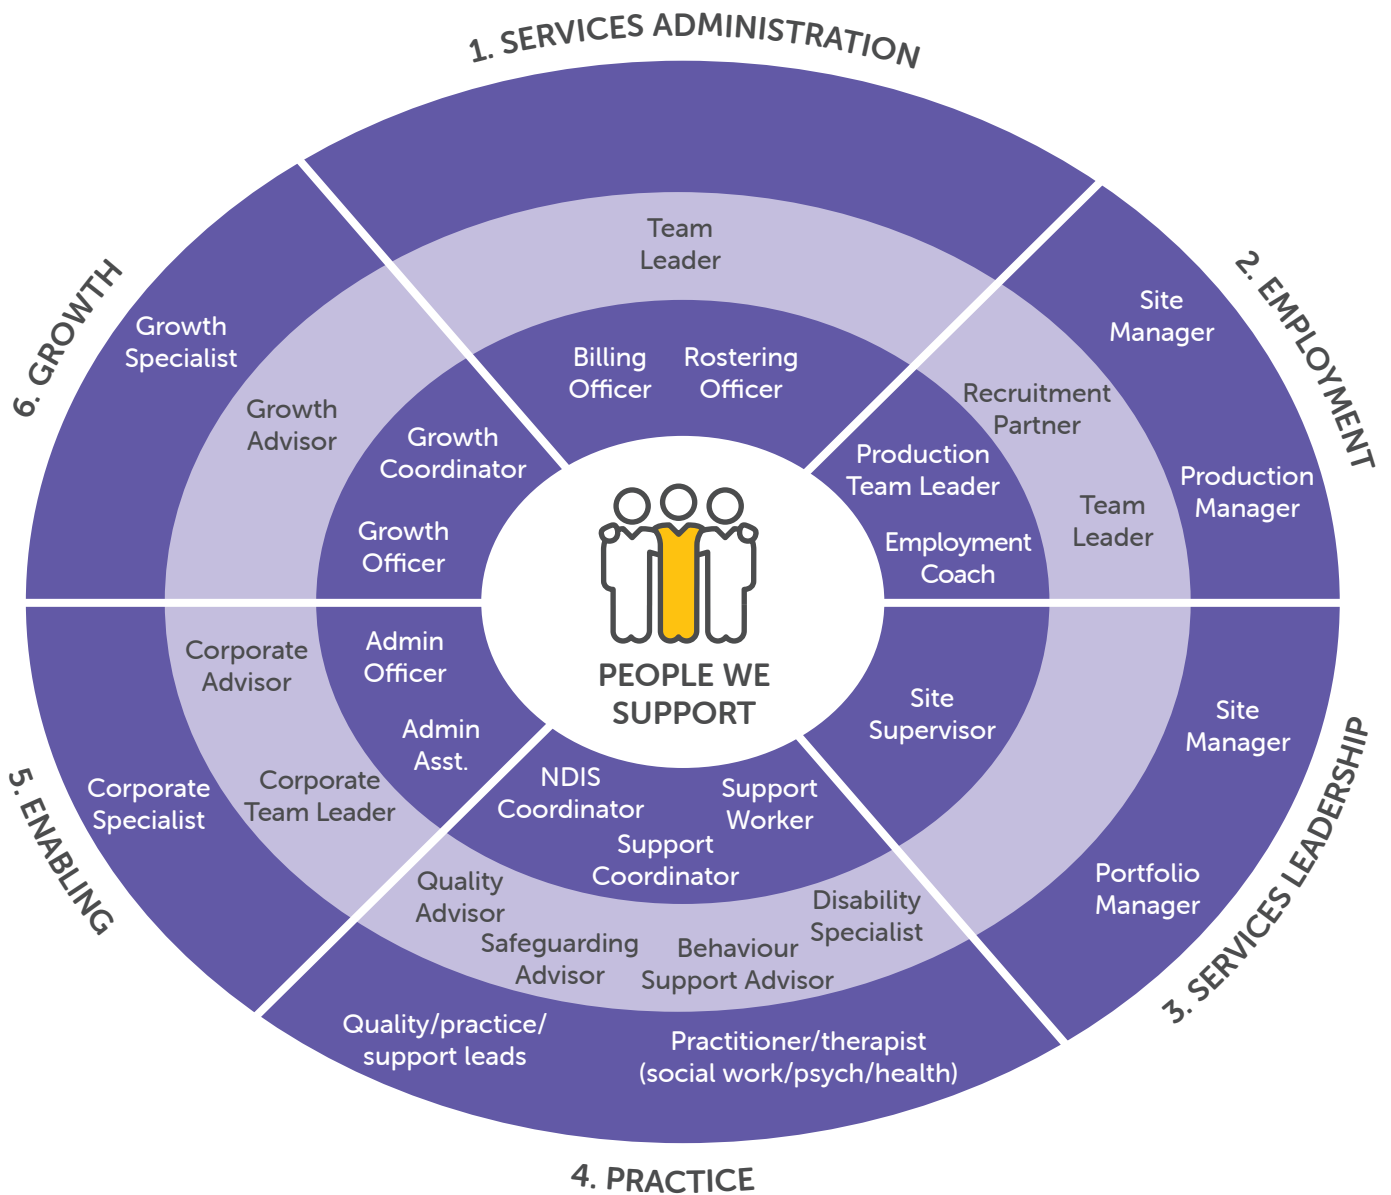 1. SERVICES ADMINISTRATION
Team
Leader
Billing
Officer
Rostering
Officer
2. EMPLOYMENT
Site
Manager
Production
Manager
Recruitment
Partner
Team
Leader
Production
Team Leader
Employment
Coach
3. SERVICES LEADERSHIP
Site
Manager
Portfolio
Manager
Site
Supervisor
4. PRACTICE
NDIS
Coordinator
Support
Worker
Support
Coordinator
Quality
Advisor
Safeguarding
Advisor
Behaviour
Support Advisor
Disability
Specialist
Quality/practice/
support leads
Practitioner/therapist
(social work/psych/health)
5. ENABLING
Corporate
Specialist
Corporate
Advisor
Corporate
Team Leader
Admin
Officer
Admin
Asst.
6. GROWTH
Growth
Specialist
Growth
Advisor
Growth
Coordinator
Growth
Officer
PEOPLE WE
SUPPORT